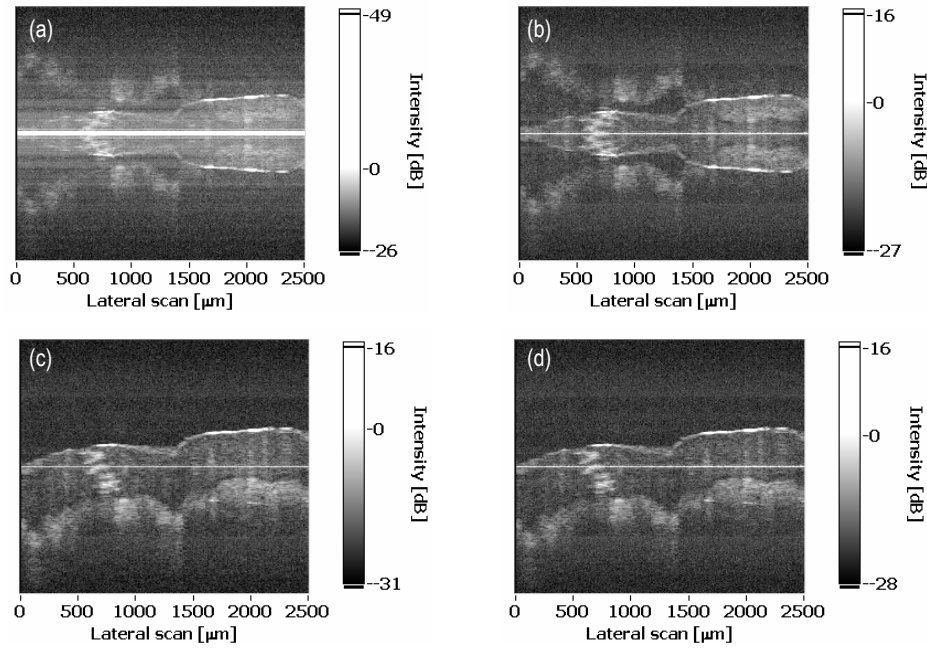 (a)
-49
-0
--26
Intensity [dB]
0 500 1000 1500 2000 2500
Lateral scan [μm]
(b)
-16
-0
--27
Intensity [dB]
0 500 1000 1500 2000 2500
Lateral scan [μm]
(c)
-16
-0
--31
Intensity [dB]
0 500 1000 1500 2000 2500
Lateral scan [μm]
(d)
-16
-0
--28
Intensity [dB]
0 500 1000 1500 2000 2500
Lateral scan [μm]